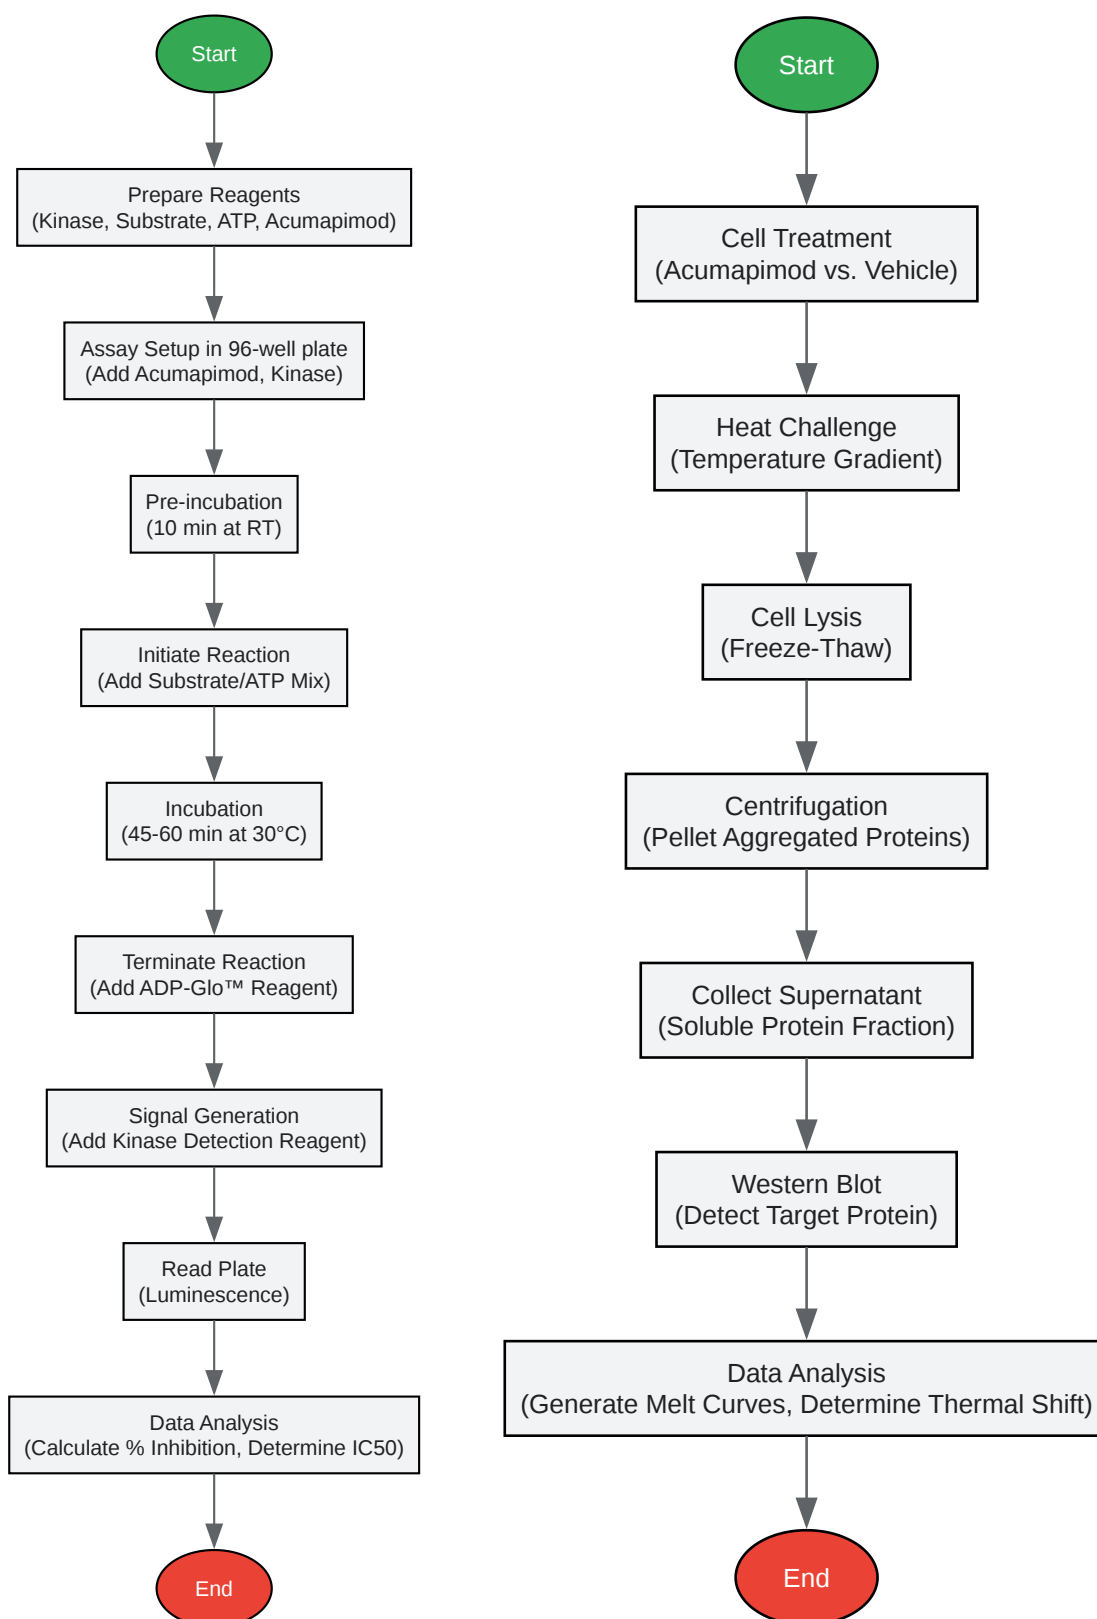 Start
Prepare Reagents
(Kinase, Substrate, ATP, Acumapimod)
Assay Setup in 96-well plate
(Add Acumapimod, Kinase)
Pre-incubation
(10 min at RT)
Initiate Reaction
(Add Substrate/ATP Mix)
Incubation
(45-60 min at 30°C)
Terminate Reaction
(Add ADP-Glo™ Reagent)
Signal Generation
(Add Kinase Detection Reagent)
Read Plate
(Luminescence)
Data Analysis
(Calculate % Inhibition, Determine IC50)
End
Start
Cell Treatment
(Acumapimod vs. Vehicle)
Heat Challenge
(Temperature Gradient)
Cell Lysis
(Freeze-Thaw)
Centrifugation
(Pellet Aggregated Proteins)
Collect Supernatant
(Soluble Protein Fraction)
Western Blot
(Detect Target Protein)
Data Analysis
(Generate Melt Curves, Determine Thermal Shift)
End